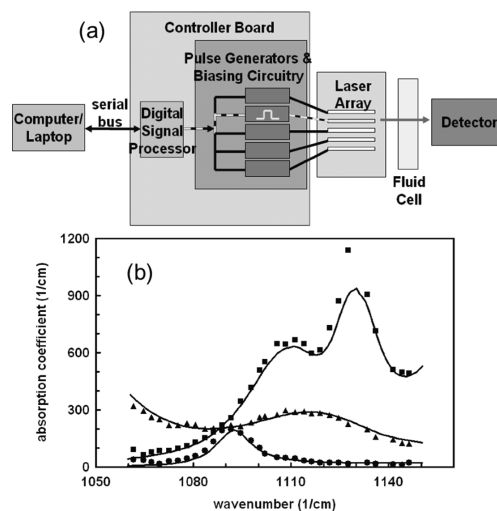 (a)
Controller Board
Pulse Generators &
Biasing Circuitry
Laser
Array
serial
bus
Computer/
Laptop
Digital
Signal
Processor
Detector
Fluid
Cell
(b)
1200
900
600
300
0
absorption coefficient (1/cm)
1050
1080
1110
1140
wavenumber (1/cm)